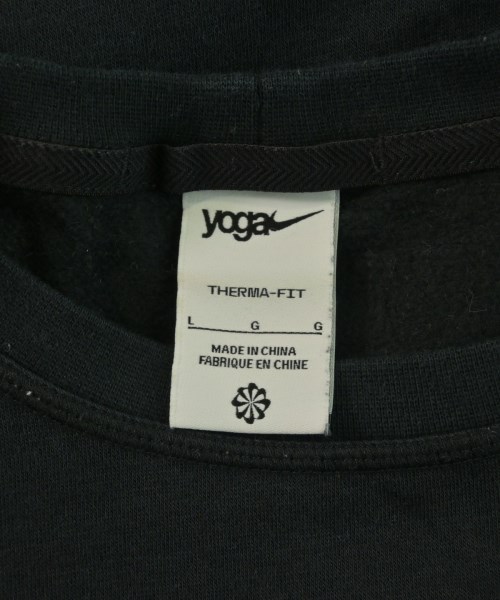 yoga
THERMA-FIT
L G G
MADE IN CHINA
FABRIQUE EN CHINE